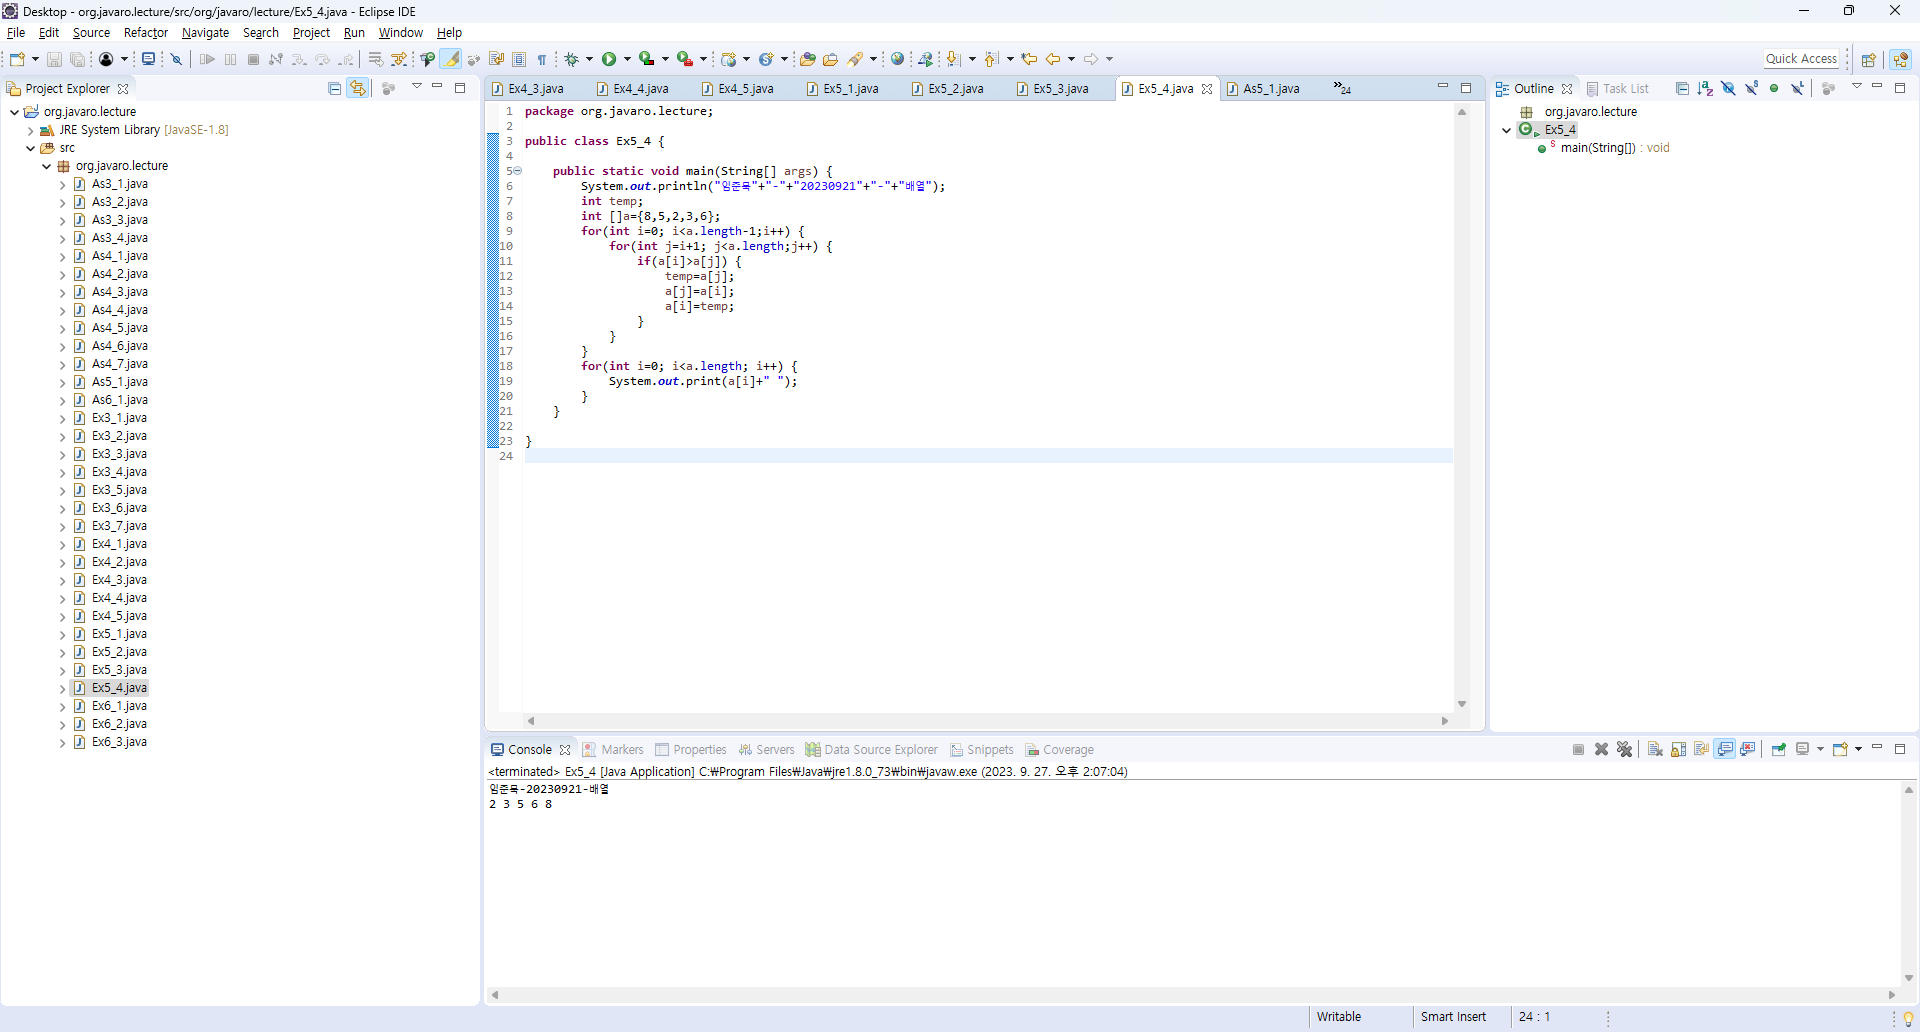 Desktop - org.javaro.lecture/src/org/javaro/lecture/Ex5_4.java - Eclipse IDE
File Edit Source Refactor Navigate Search Project Run Window Help
Quick Access
Project Explorer
org.javaro.lecture
JRE System Library [JavaSE-1.8]
src
org.javaro.lecture
As3_1.java
As3_2.java
As3_3.java
As3_4.java
As4_1.java
As4_2.java
As4_3.java
As4_4.java
As4_5.java
As4_6.java
As4_7.java
As5_1.java
As6_1.java
Ex3_1.java
Ex3_2.java
Ex3_3.java
Ex3_4.java
Ex3_5.java
Ex3_6.java
Ex3_7.java
Ex4_1.java
Ex4_2.java
Ex4_3.java
Ex4_4.java
Ex4_5.java
Ex5_1.java
Ex5_2.java
Ex5_3.java
Ex5_4.java
Ex6_1.java
Ex6_2.java
Ex6_3.java
Ex4_3.java Ex4_4.java Ex4_5.java Ex5_1.java Ex5_2.java Ex5_3.java Ex5_4.java As5_1.java »24
1 package org.javaro.lecture;
2
3 public class Ex5_4 {
4
5 public static void main(String[] args) {
6 System.out.println("임준묵"+"-"+"20230921"+"-"+"배열");
7 int temp;
8 int []a={8,5,2,3,6};
9 for(int i=0; i<a.length-1;i++) {
10 for(int j=i+1; j<a.length;j++) {
11 if(a[i]>a[j]) {
12 temp=a[j];
13 a[j]=a[i];
14 a[i]=temp;
15 }
16 }
17 }
18 for(int i=0; i<a.length; i++) {
19 System.out.print(a[i]+" ");
20 }
21 }
22
23 }
24
Outline Task List
org.javaro.lecture
Ex5_4
main(String[]) : void
Console Markers Properties Servers Data Source Explorer Snippets Coverage
<terminated> Ex5_4 [Java Application] C:₩Program Files₩Java₩jre1.8.0_73₩bin₩javaw.exe (2023. 9. 27. 오후 2:07:04)
임준묵-20230921-배열
2 3 5 6 8
Writable Smart Insert 24 : 1